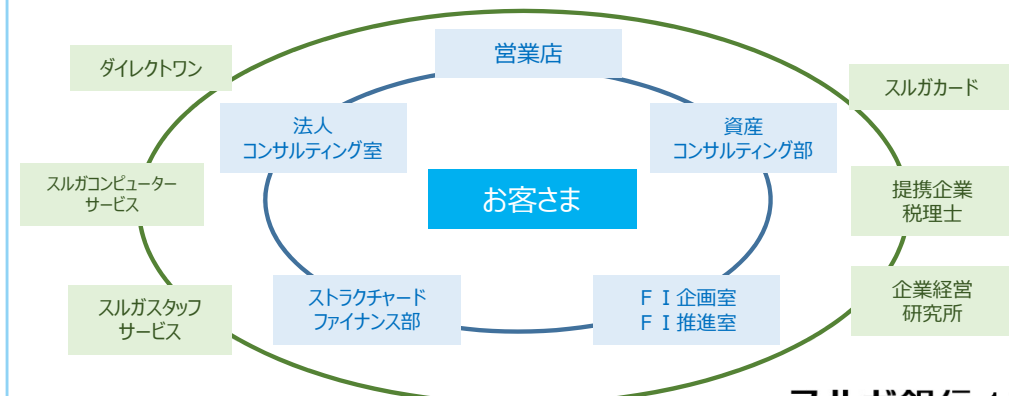 営業店
ダイレクトワン
スルガカード
法人
コンサルティング室
資産
コンサルティング部
スルガコンピューター
サービス
お客さま
提携企業
税理士
ストラクチャード
ファイナンス部
ＦＩ企画室
ＦＩ推進室
企業経営
研究所
スルガスタッフ
サービス